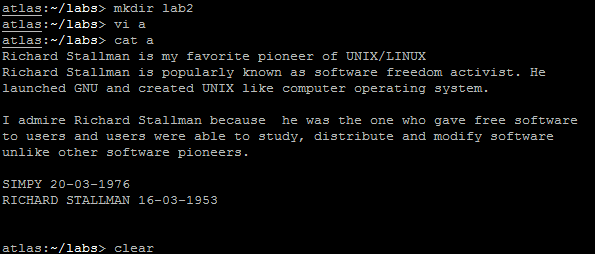 atlas:~/labs> mkdir lab2
atlas:~/labs> vi a
atlas:~/labs> cat a
Richard Stallman is my favorite pioneer of UNIX/LINUX
Richard Stallman is popularly known as software freedom activist. He
launched GNU and created UNIX like computer operating system.

I admire Richard Stallman because  he was the one who gave free software
to users and users were able to study, distribute and modify software
unlike other software pioneers.

SIMPY 20-03-1976
RICHARD STALLMAN 16-03-1953

atlas:~/labs> clear